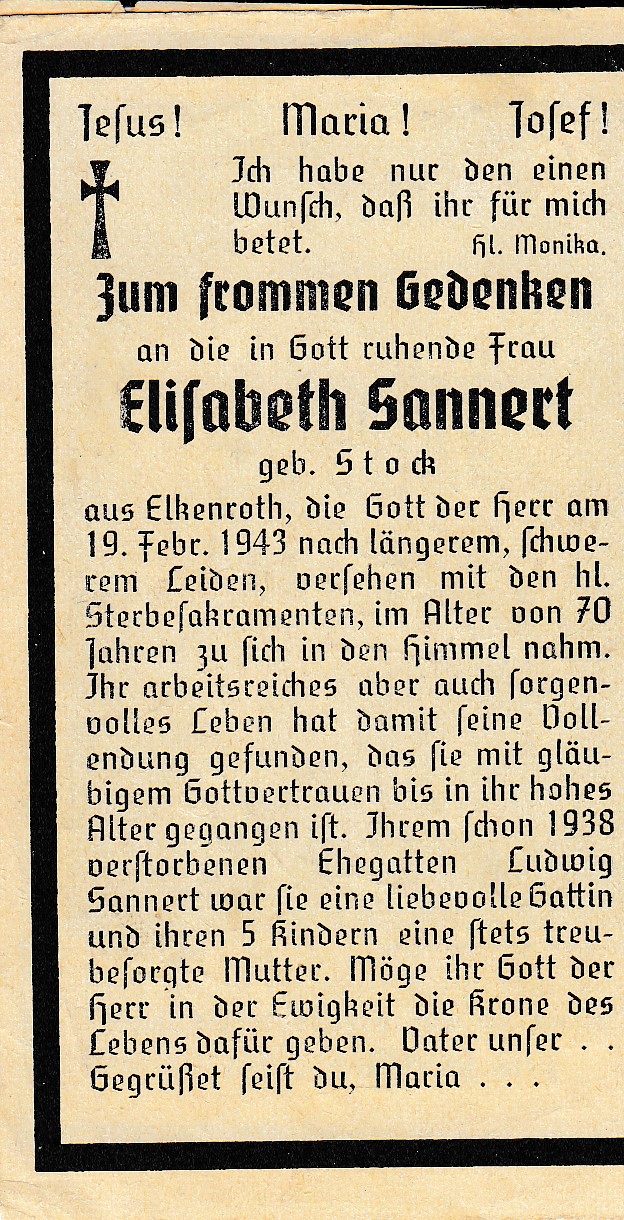 Jesus! Maria! Josef!
Ich habe nur den einen
Wunsch, daß ihr für mich
betet. Hl. Monika.
Zum frommen Gedenken
an die in Gott ruhende Frau
Elisabeth Sannert
geb. Stock
aus Elkenroth, die Gott der Herr am
19. Febr. 1943 nach längerem, schwe-
rem Leiden, versehen mit den hl.
Sterbesakramenten, im Alter von 70
Jahren zu sich in den Himmel nahm.
Ihr arbeitsreiches aber auch sorgen-
volles Leben hat damit seine Voll-
endung gefunden, das sie mit gläu-
bigem Gottvertrauen bis in ihr hohes
Alter gegangen ist. Ihrem schon 1938
verstorbenen Ehegatten Ludwig
Sannert war sie eine liebevolle Gattin
und ihren 5 Kindern eine stets treu-
besorgte Mutter. Möge ihr Gott der
Herr in der Ewigkeit die Krone des
Lebens dafür geben. Vater unser . .
Gegrüßet seist du, Maria . . .